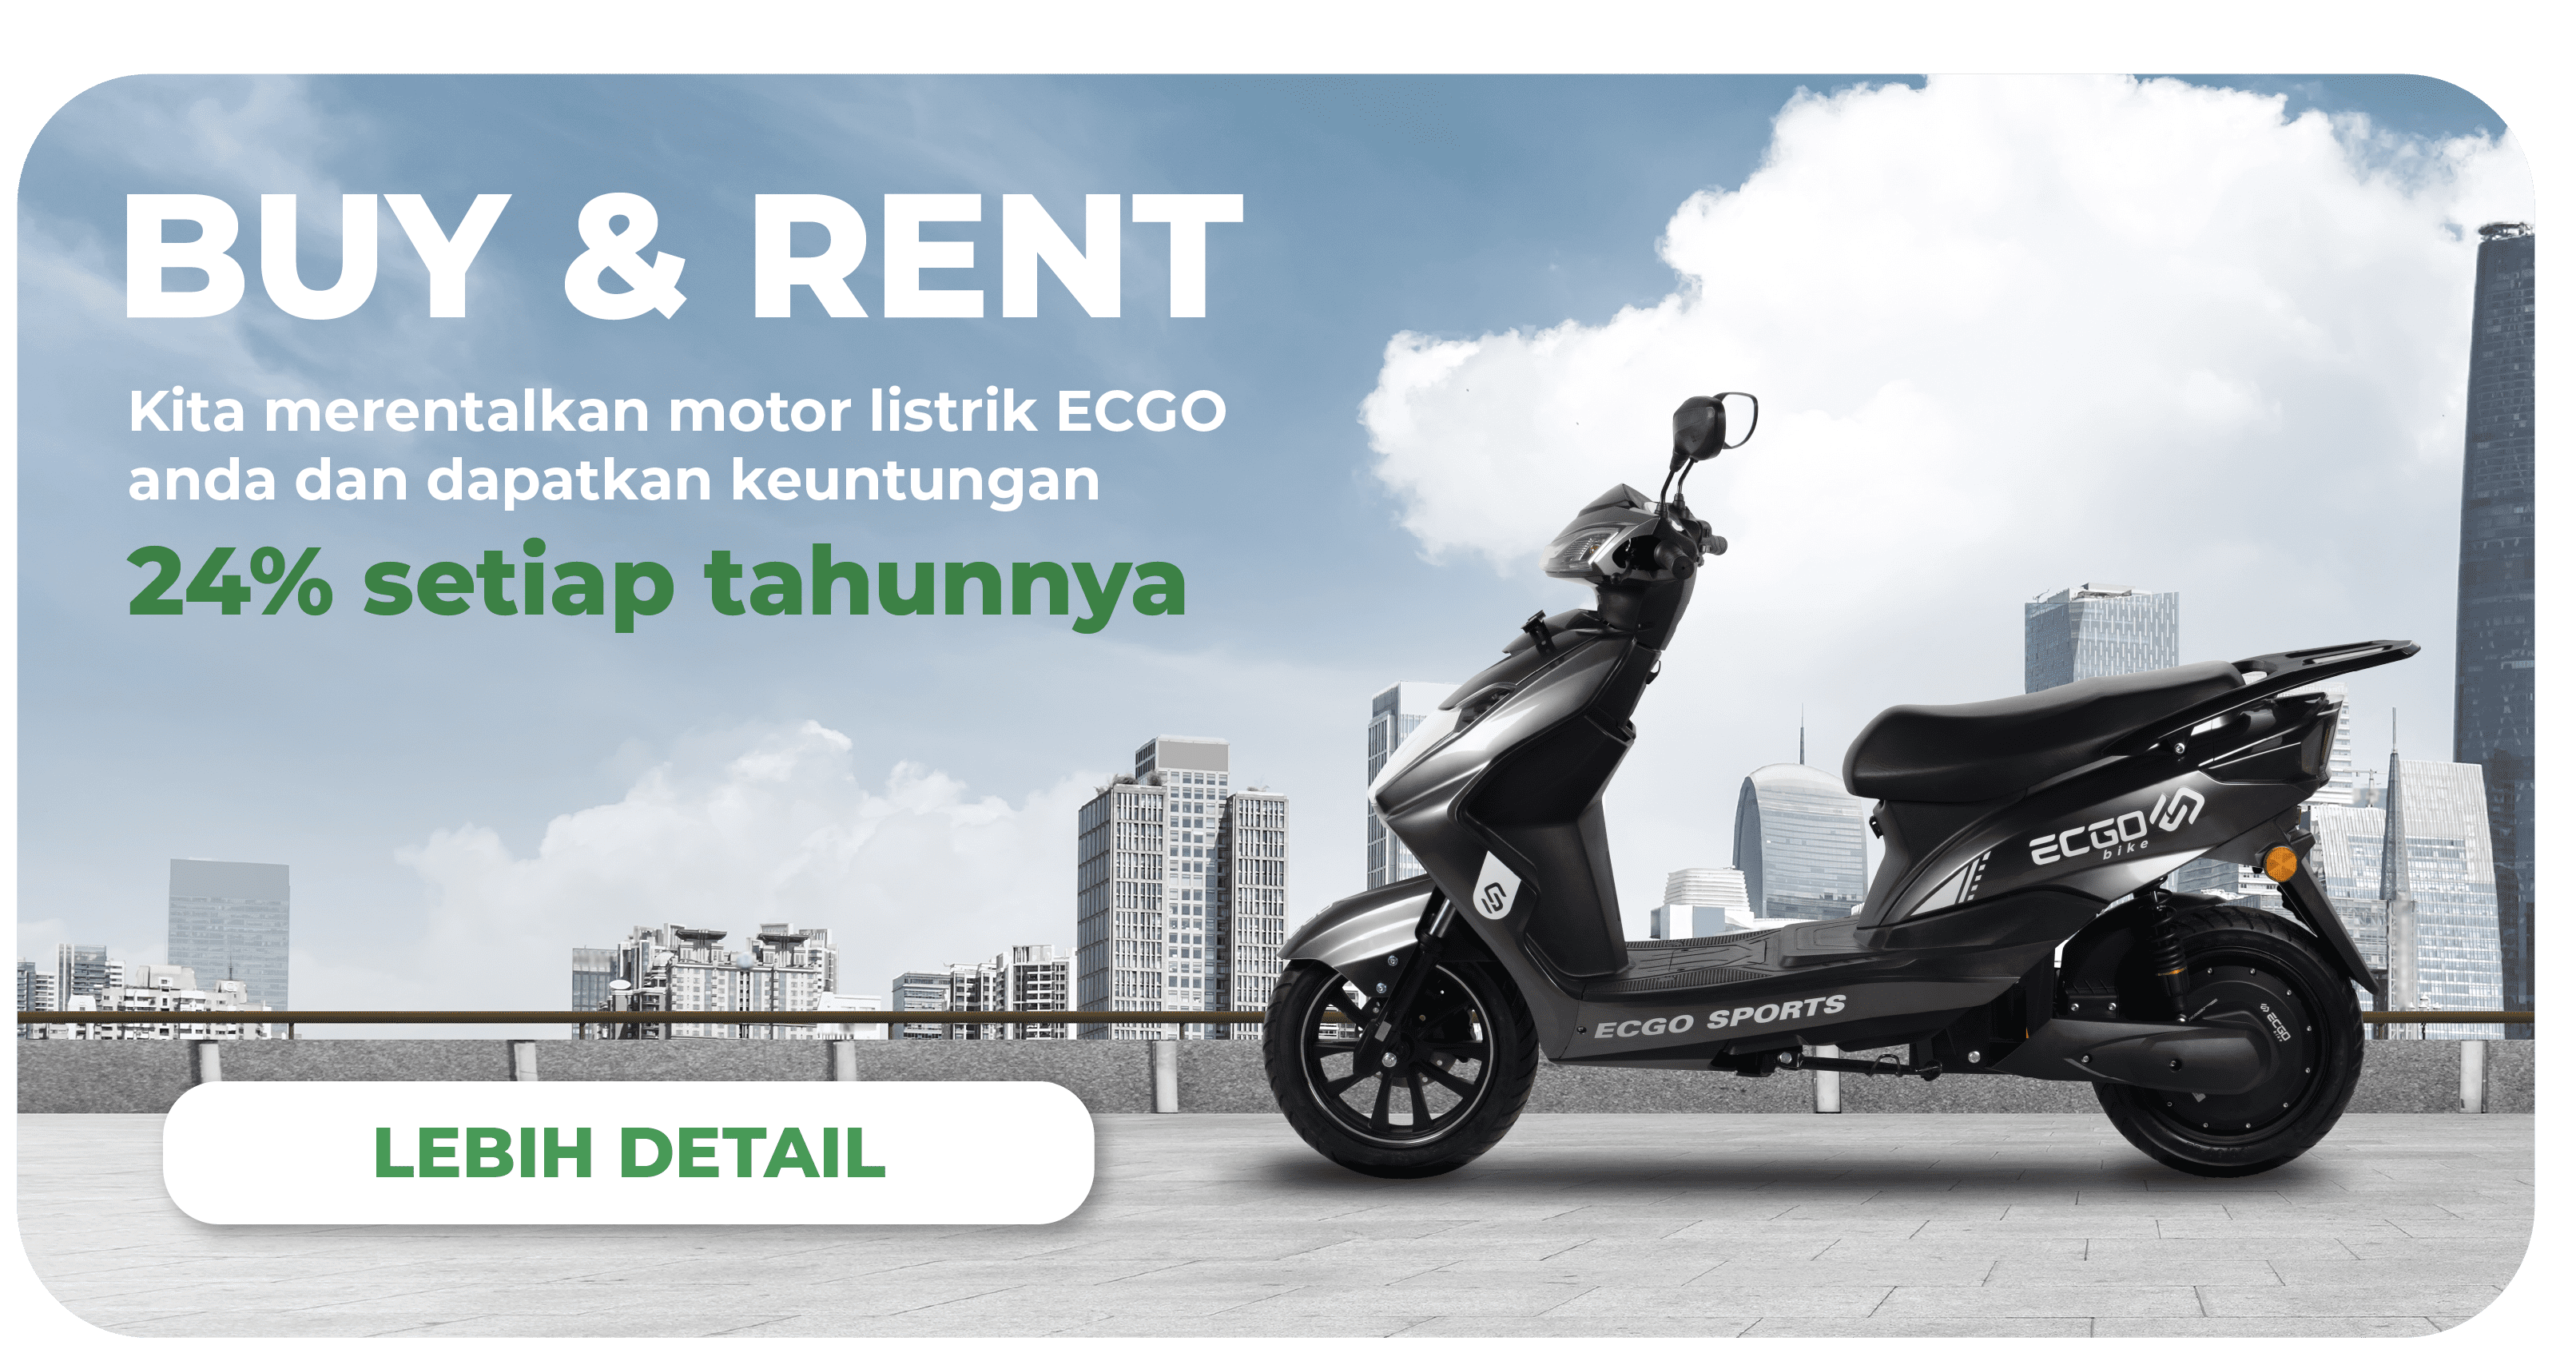 BUY & RENT
Kita merentalkan motor listrik ECGO
anda dan dapatkan keuntungan
24% setiap tahunnya
ECGO
bike
ECGO SPORTS
ECGO
LEBIH DETAIL